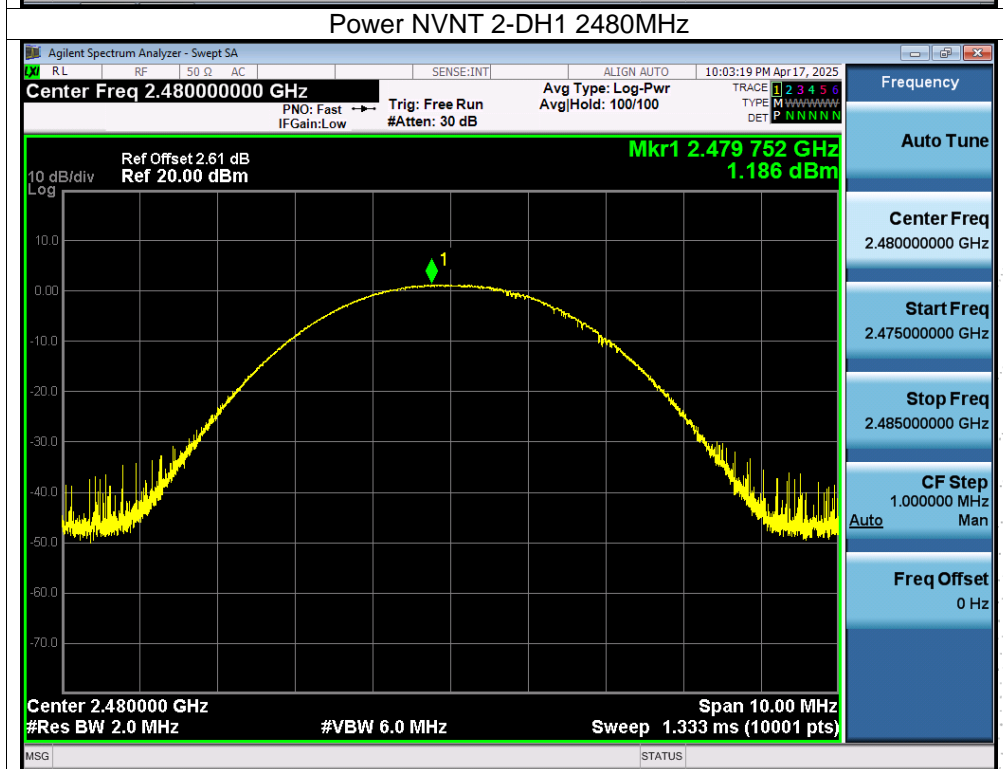 Power NVNT 2-DH1 2480MHz
Agilent Spectrum Analyzer - Swept SA
LXI RL RF 50 Ω AC SENSE:INT ALIGN AUTO 10:03:19 PM Apr 17, 2025
Center Freq 2.480000000 GHz
PNO: Fast
IFGain:Low
Trig: Free Run
#Atten: 30 dB
Avg Type: Log-Pwr
Avg|Hold: 100/100
TRACE 1 2 3 4 5 6
TYPE M WWWWW
DET P N N N N N
Frequency
Auto Tune
Center Freq
2.480000000 GHz
Start Freq
2.475000000 GHz
Stop Freq
2.485000000 GHz
CF Step
1.000000 MHz
Auto Man
Freq Offset
0 Hz
Mkr1 2.479 752 GHz
1.186 dBm
Ref Offset 2.61 dB
10 dB/div Ref 20.00 dBm
Log
10.0
0.00
-10.0
-20.0
-30.0
-40.0
-50.0
-60.0
-70.0
1
Center 2.480000 GHz Span 10.00 MHz
#Res BW 2.0 MHz #VBW 6.0 MHz Sweep 1.333 ms (10001 pts)
MSG STATUS